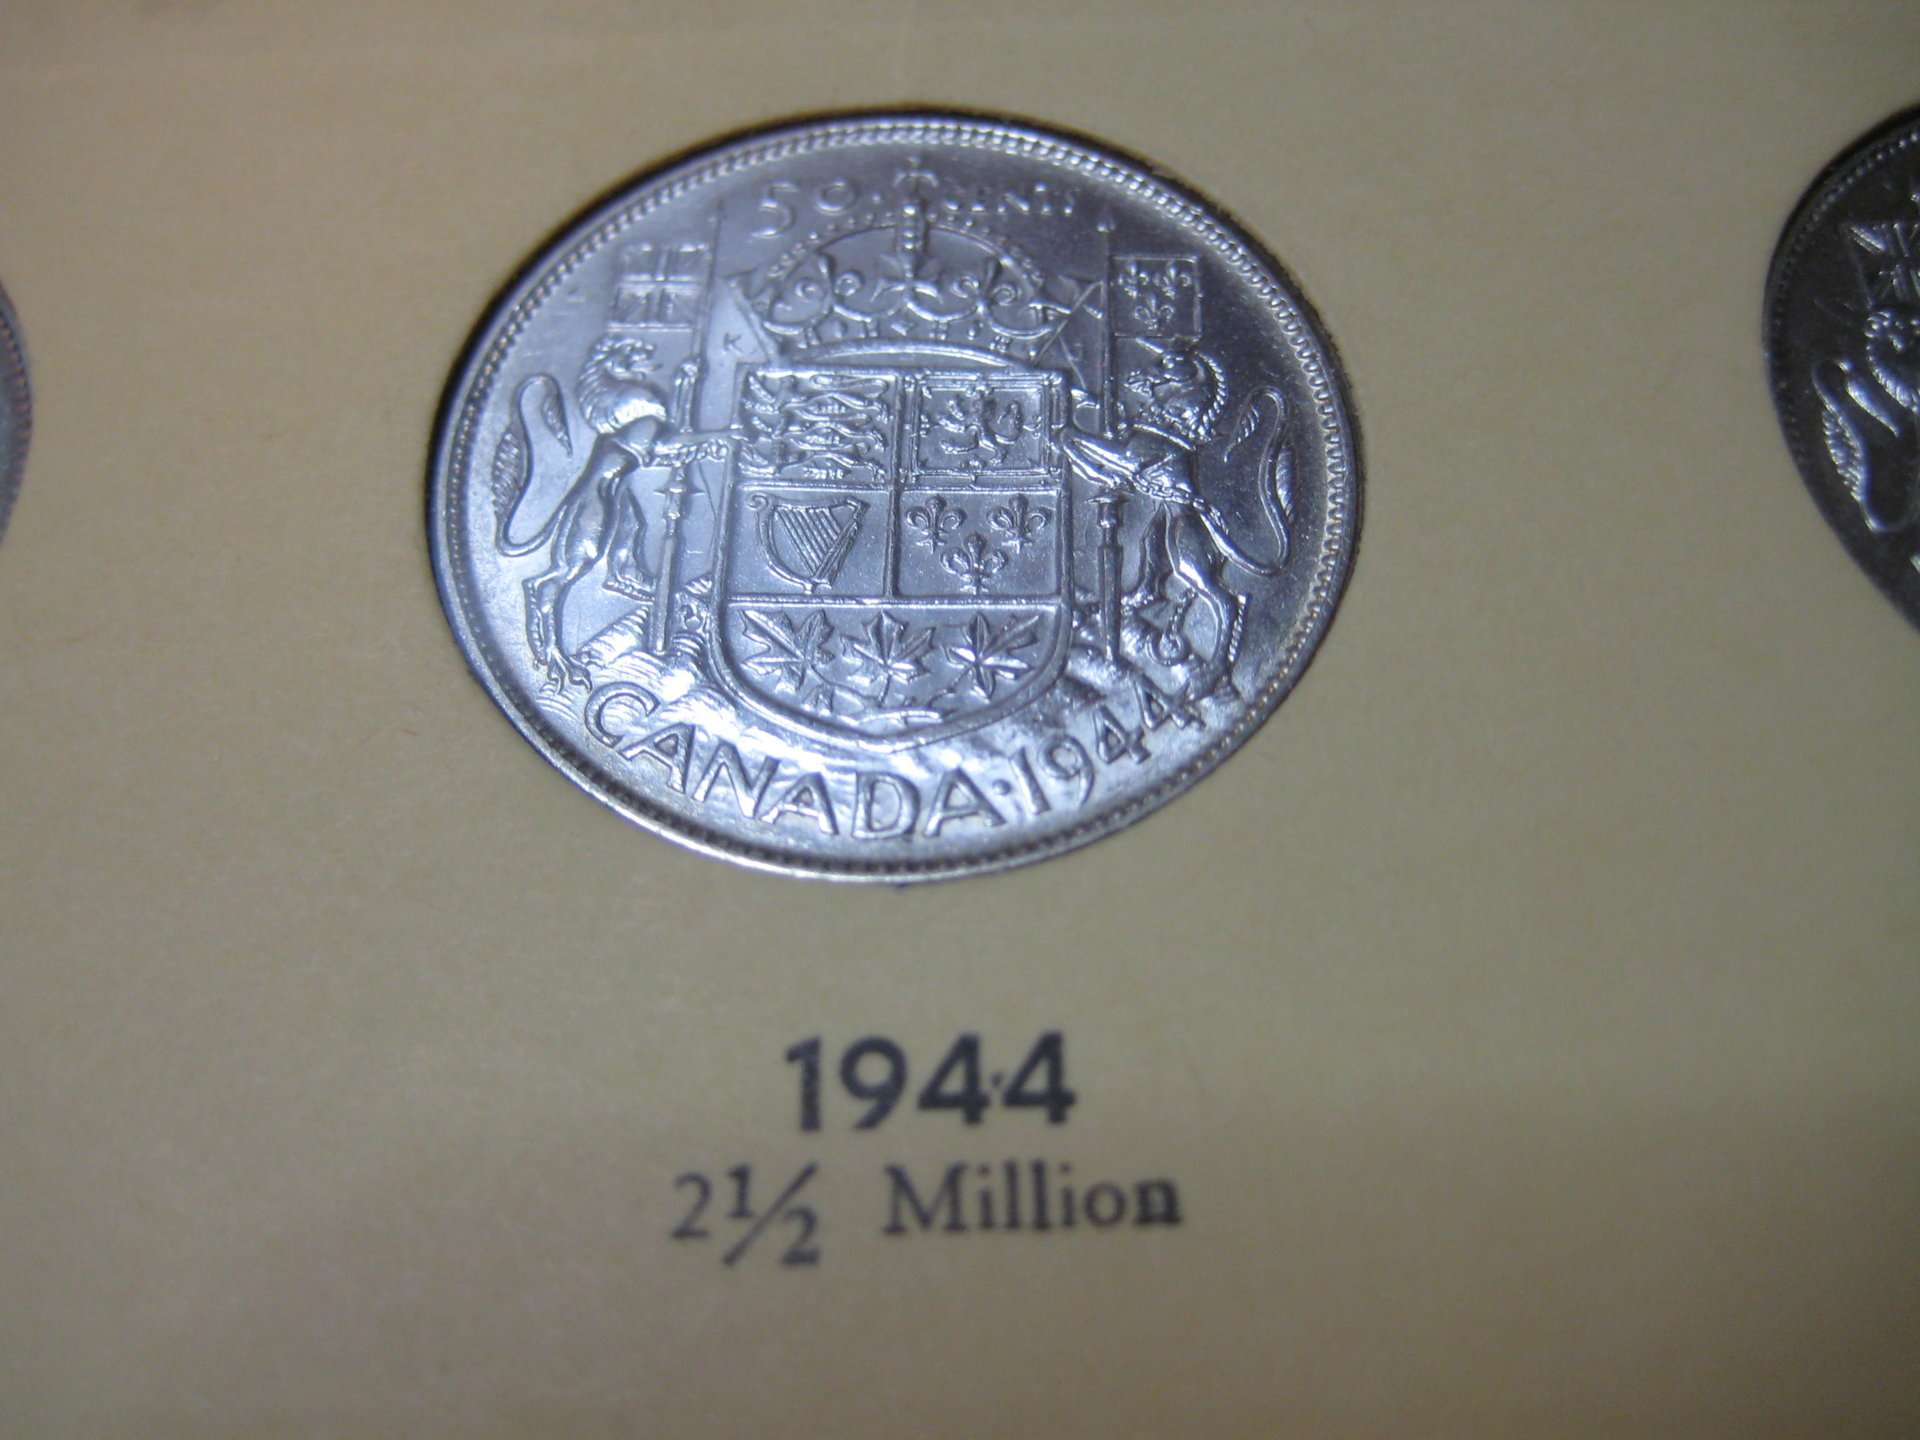 50 · CENTS
K G
CANADA · 1944
1944
2½ Million